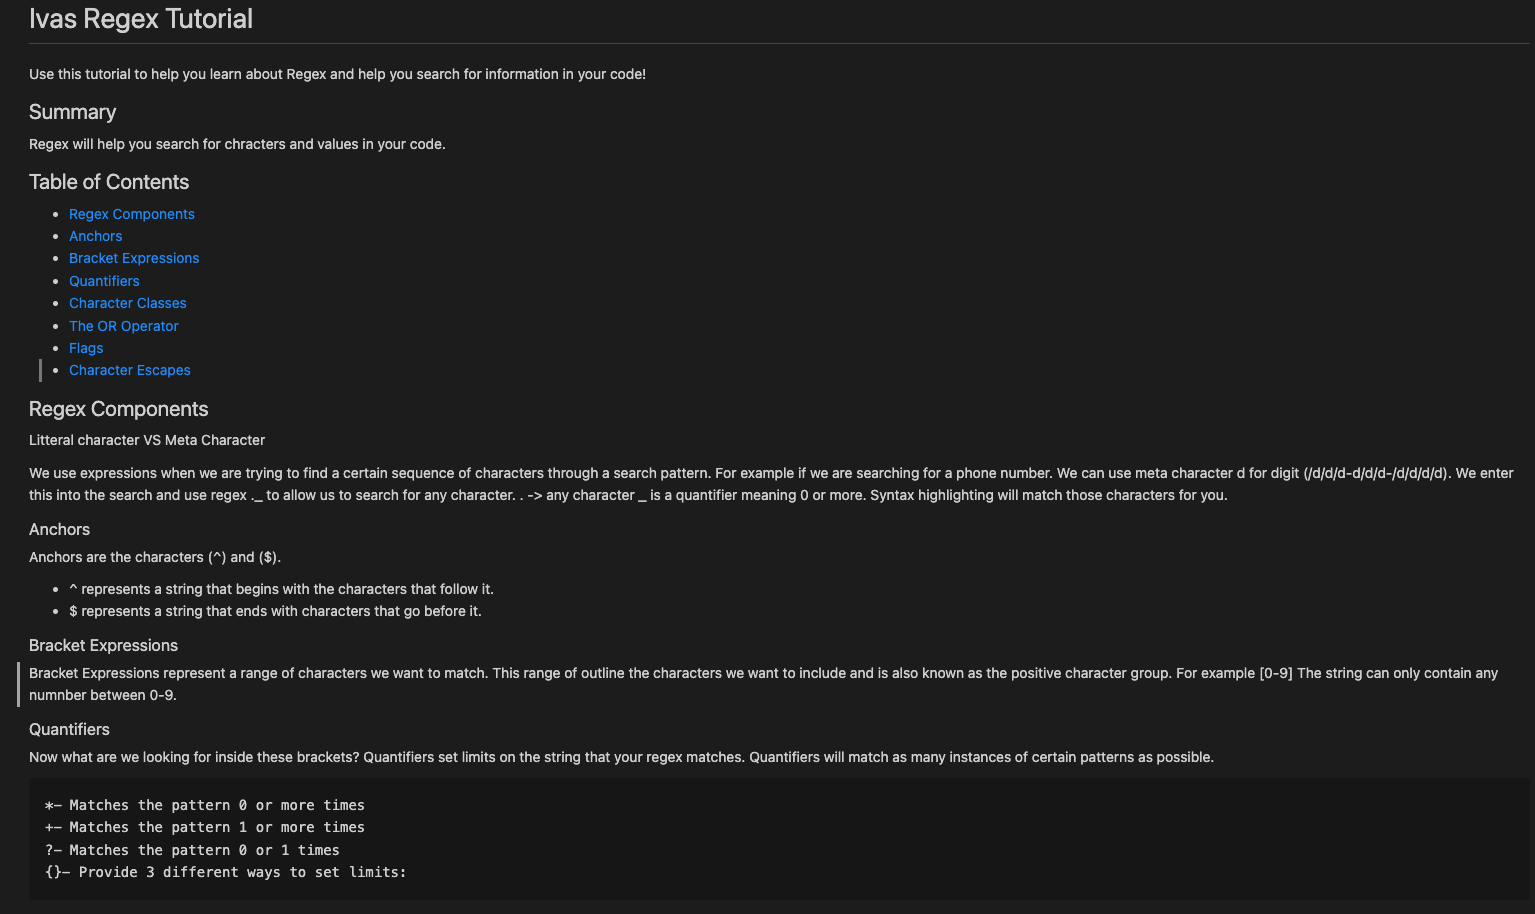 Ivas Regex Tutorial
Use this tutorial to help you learn about Regex and help you search for information in your code!
Summary
Regex will help you search for chracters and values in your code.
Table of Contents
• Regex Components
• Anchors
• Bracket Expressions
• Quantifiers
• Character Classes
• The OR Operator
• Flags
• Character Escapes
Regex Components
Litteral character VS Meta Character
We use expressions when we are trying to find a certain sequence of characters through a search pattern. For example if we are searching for a phone number. We can use meta character d for digit (/d/d/d-d/d/d-/d/d/d/d). We enter
this into the search and use regex ._ to allow us to search for any character. . -> any character _ is a quantifier meaning 0 or more. Syntax highlighting will match those characters for you.
Anchors
Anchors are the characters (^) and ($).
• ^ represents a string that begins with the characters that follow it.
• $ represents a string that ends with characters that go before it.
Bracket Expressions
Bracket Expressions represent a range of characters we want to match. This range of outline the characters we want to include and is also known as the positive character group. For example [0-9] The string can only contain any
numnber between 0-9.
Quantifiers
Now what are we looking for inside these brackets? Quantifiers set limits on the string that your regex matches. Quantifiers will match as many instances of certain patterns as possible.
*– Matches the pattern 0 or more times
+– Matches the pattern 1 or more times
?– Matches the pattern 0 or 1 times
{}– Provide 3 different ways to set limits: